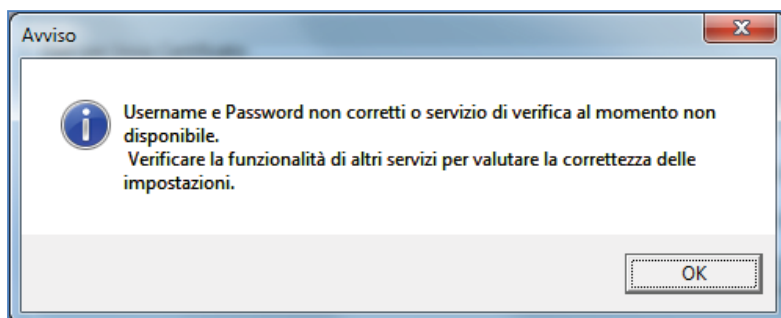 Avviso
Username e Password non corretti o servizio di verifica al momento non
disponibile.
Verificare la funzionalità di altri servizi per valutare la correttezza delle
impostazioni.
OK